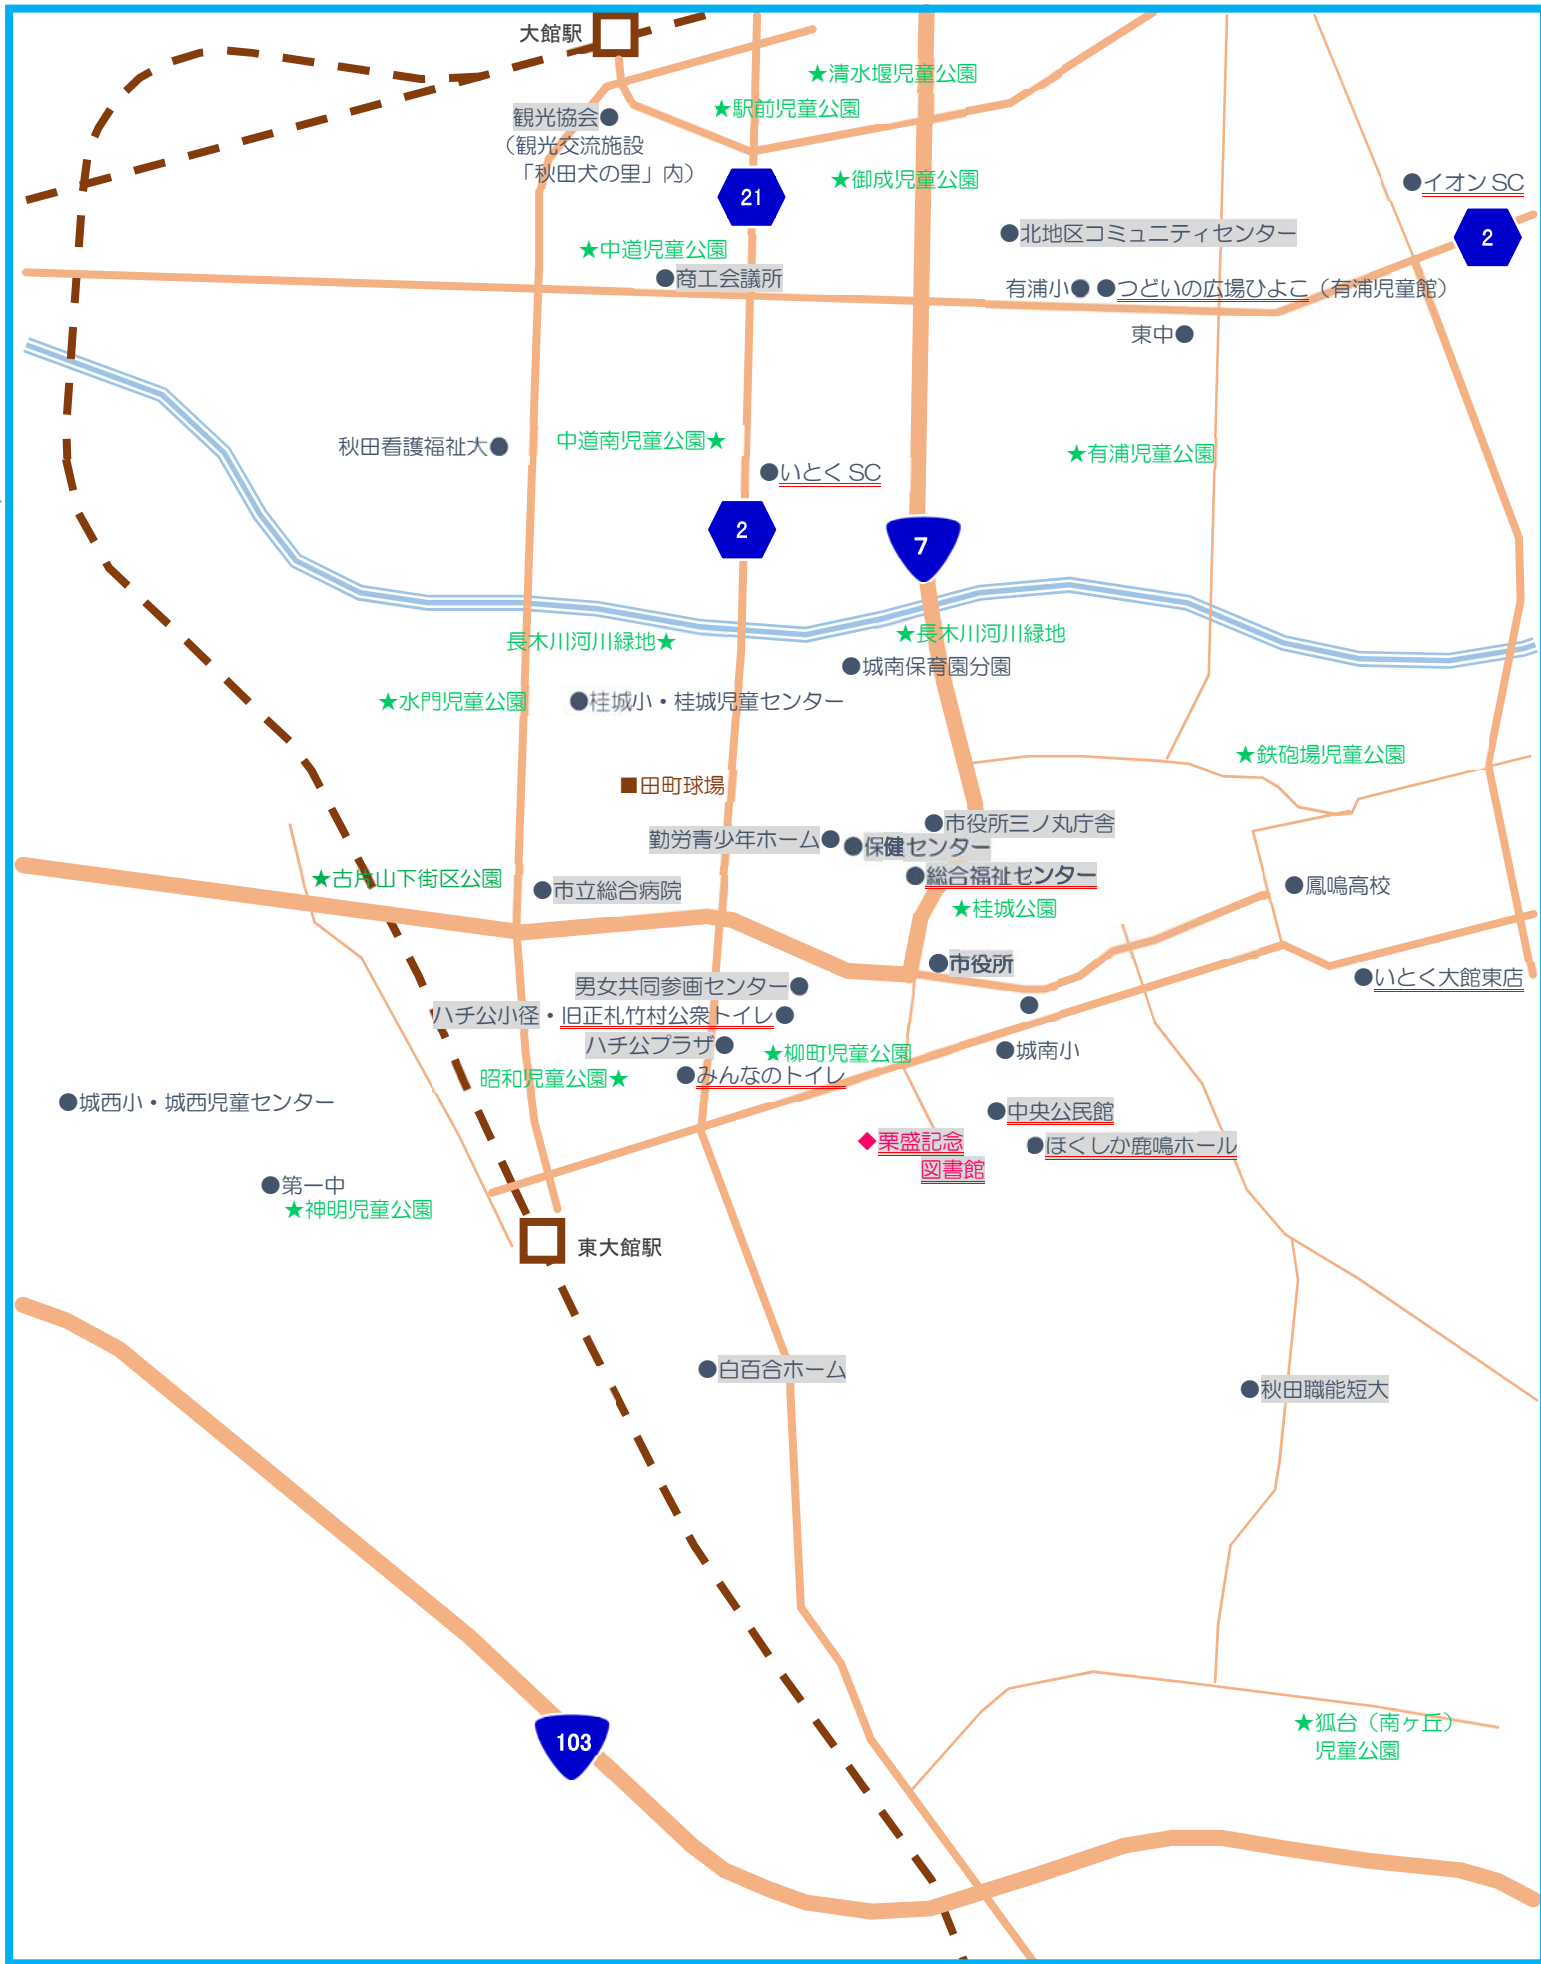 大館駅
★清水堰児童公園
★駅前児童公園
観光協会●
（観光交流施設
「秋田犬の里」内）
★御成児童公園
●イオンSC
21
2
●北地区コミュニティセンター
★中道児童公園
●商工会議所
有浦小● ●つどいの広場ひよこ（有浦児童館）
東中●
秋田看護福祉大●
中道南児童公園★
★有浦児童公園
●いとくSC
2
7
長木川河川緑地★
★長木川河川緑地
●城南保育園分園
★水門児童公園
●桂城小・桂城児童センター
★鉄砲場児童公園
■田町球場
●市役所三ノ丸庁舎
勤労青少年ホーム●
●保健センター
●総合福祉センター
★古片山下街区公園
●市立総合病院
●鳳鳴高校
★桂城公園
●市役所
●いとく大館東店
男女共同参画センター●
ハチ公小径・旧正札竹村公衆トイレ●
●
ハチ公プラザ●
★柳町児童公園
●城南小
昭和児童公園★
●みんなのトイレ
●城西小・城西児童センター
●中央公民館
◆栗盛記念
図書館
●ほくしか鹿鳴ホール
●第一中
★神明児童公園
東大館駅
●白百合ホーム
●秋田職能短大
★狐台（南ヶ丘）
児童公園
103